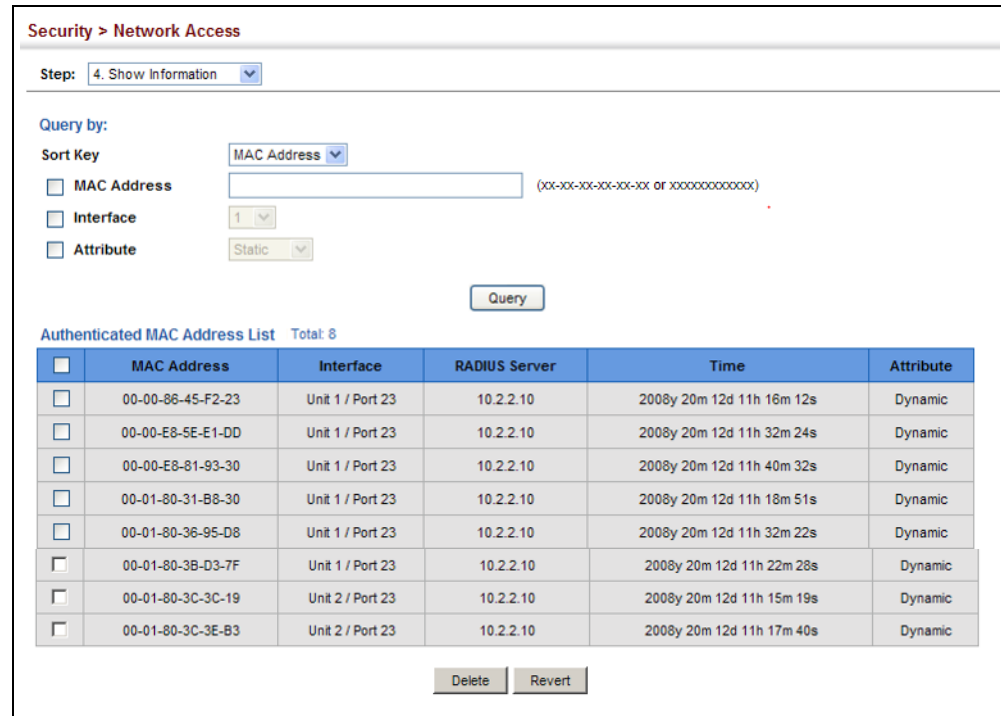 Security > Network Access
Step: 4. Show Information
Query by:
Sort Key MAC Address
MAC Address (xx-xx-xx-xx-xx-xx or xxxxxxxxxxxx)
Interface 1
Attribute Static
Query
Authenticated MAC Address List Total: 8
MAC Address Interface RADIUS Server Time Attribute
00-00-86-45-F2-23 Unit 1 / Port 23 10.2.2.10 2008y 20m 12d 11h 16m 12s Dynamic
00-00-E8-5E-E1-DD Unit 1 / Port 23 10.2.2.10 2008y 20m 12d 11h 32m 24s Dynamic
00-00-E8-81-93-30 Unit 1 / Port 23 10.2.2.10 2008y 20m 12d 11h 40m 32s Dynamic
00-01-80-31-B8-30 Unit 1 / Port 23 10.2.2.10 2008y 20m 12d 11h 18m 51s Dynamic
00-01-80-36-95-D8 Unit 1 / Port 23 10.2.2.10 2008y 20m 12d 11h 32m 22s Dynamic
00-01-80-3B-D3-7F Unit 1 / Port 23 10.2.2.10 2008y 20m 12d 11h 22m 28s Dynamic
00-01-80-3C-3C-19 Unit 2 / Port 23 10.2.2.10 2008y 20m 12d 11h 15m 19s Dynamic
00-01-80-3C-3E-B3 Unit 2 / Port 23 10.2.2.10 2008y 20m 12d 11h 17m 40s Dynamic
Delete Revert